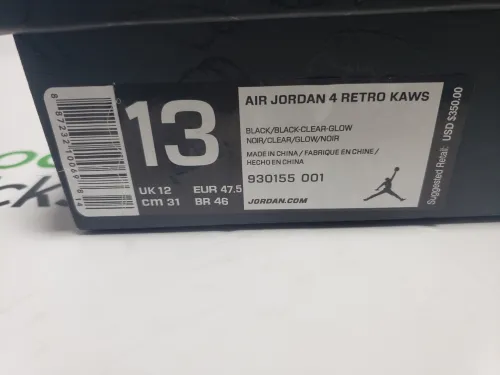 13
UK 12 EUR 47.5
cm 31 BR 46
AIR JORDAN 4 RETRO KAWS
BLACK/BLACK-CLEAR-GLOW
NOIR/CLEAR/GLOW/NOIR
MADE IN CHINA / FABRIQUE EN CHINE /
HECHO EN CHINA
930155 001
JORDAN.COM
Suggested Retail: USD $350.00